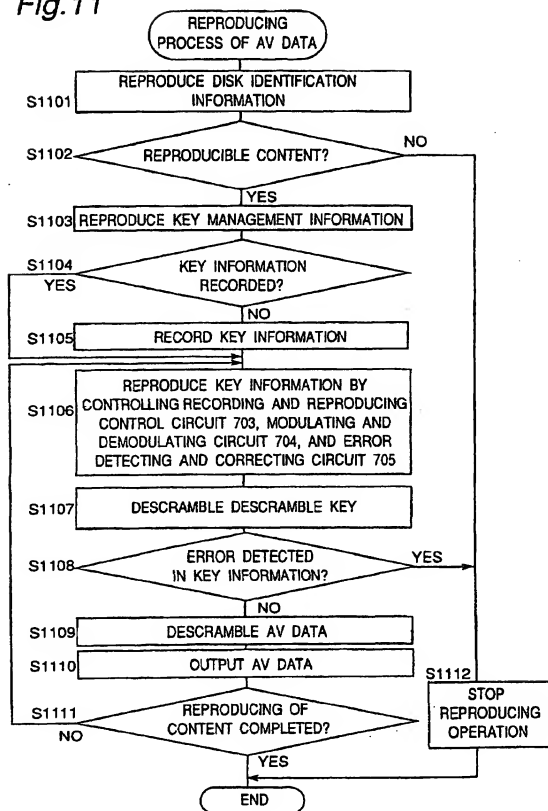 Fig.11
REPRODUCING
PROCESS OF AV DATA
S1101
REPRODUCE DISK IDENTIFICATION
INFORMATION
S1102
REPRODUCIBLE CONTENT?
NO
YES
S1103
REPRODUCE KEY MANAGEMENT INFORMATION
S1104
YES
KEY INFORMATION
RECORDED?
NO
S1105
RECORD KEY INFORMATION
S1106
REPRODUCE KEY INFORMATION BY
CONTROLLING RECORDING AND REPRODUCING
CONTROL CIRCUIT 703, MODULATING AND
DEMODULATING CIRCUIT 704, AND ERROR
DETECTING AND CORRECTING CIRCUIT 705
S1107
DESCRAMBLE DESCRAMBLE KEY
S1108
ERROR DETECTED
IN KEY INFORMATION?
YES
NO
S1109
DESCRAMBLE AV DATA
S1110
OUTPUT AV DATA
S1111
NO
REPRODUCING OF
CONTENT COMPLETED?
YES
S1112
STOP
REPRODUCING
OPERATION
END